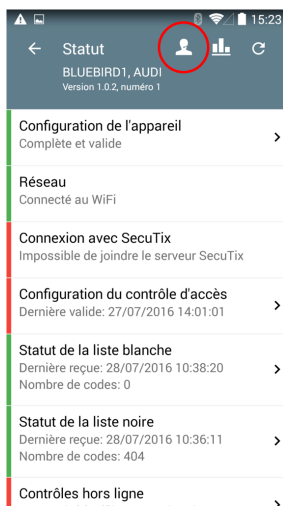 15:23
Statut
BLUEBIRD1, AUDI
Version 1.0.2, numéro 1
Configuration de l'appareil
Complète et valide
Réseau
Connecté au WiFi
Connexion avec SecuTix
Impossible de joindre le serveur SecuTix
Configuration du contrôle d'accès
Dernière valide: 27/07/2016 14:01:01
Statut de la liste blanche
Dernière reçue: 28/07/2016 10:38:20
Nombre de codes: 0
Statut de la liste noire
Dernière reçue: 28/07/2016 10:36:11
Nombre de codes: 404
Contrôles hors ligne